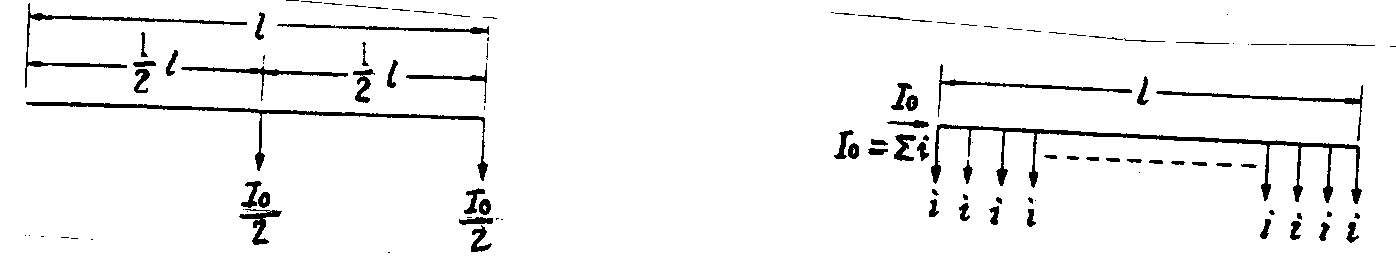 l
1/2 l
1/2 l
I₀/2
I₀/2
l
I₀
I₀ = Σi
i i i i
i i i i